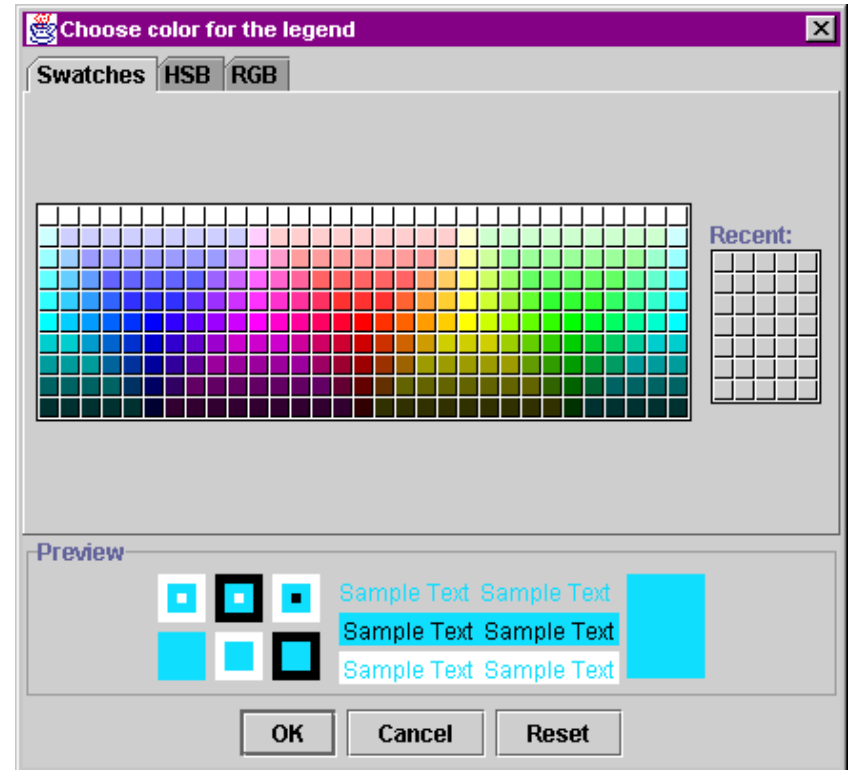 Choose color for the legend
Swatches HSB RGB
Recent:
Preview
Sample Text Sample Text
Sample Text Sample Text
Sample Text Sample Text
OK Cancel Reset